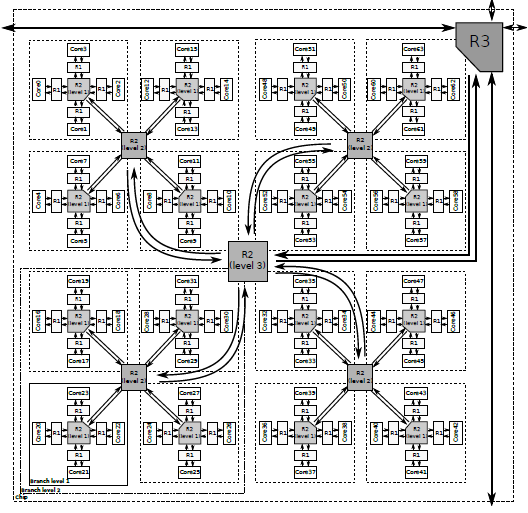 R3
Core3
R1
Core0
R1
R2
(level 1)
R1
Core2
R1
Core1
Core15
R1
Core12
R1
R2
(level 1)
R1
Core14
R1
Core13
Core51
R1
Core48
R1
R2
(level 1)
R1
Core50
R1
Core49
Core63
R1
Core60
R1
R2
(level 1)
R1
Core62
R1
Core61
R2
(level 2)
R2
(level 2)
Core7
R1
Core4
R1
R2
(level 1)
R1
Core6
R1
Core5
Core11
R1
Core8
R1
R2
(level 1)
R1
Core10
R1
Core9
Core55
R1
Core52
R1
R2
(level 1)
R1
Core54
R1
Core53
Core59
R1
Core56
R1
R2
(level 1)
R1
Core58
R1
Core57
R2
(level 3)
Core19
R1
Core16
R1
R2
(level 1)
R1
Core18
R1
Core17
Core31
R1
Core28
R1
R2
(level 1)
R1
Core30
R1
Core29
Core35
R1
Core32
R1
R2
(level 1)
R1
Core34
R1
Core33
Core47
R1
Core44
R1
R2
(level 1)
R1
Core46
R1
Core45
R2
(level 2)
R2
(level 2)
Core23
R1
Core20
R1
R2
(level 1)
R1
Core22
R1
Core21
Core27
R1
Core24
R1
R2
(level 1)
R1
Core26
R1
Core25
Core39
R1
Core36
R1
R2
(level 1)
R1
Core38
R1
Core37
Core43
R1
Core40
R1
R2
(level 1)
R1
Core42
R1
Core41
Branch level 1
Branch level 2
Chip